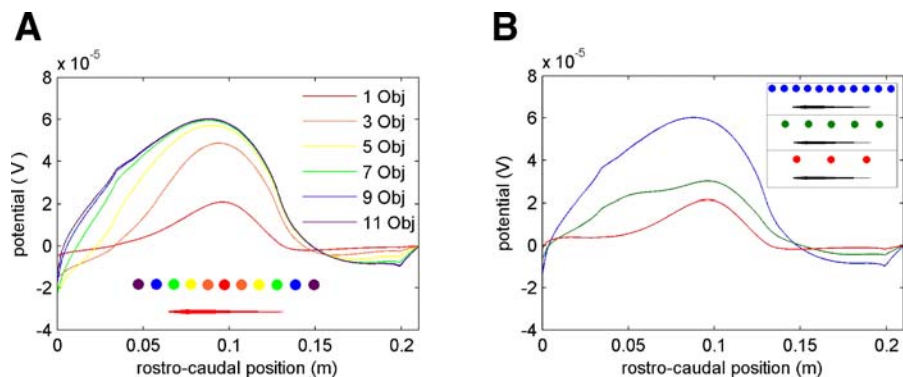 A
B
x 10-5
8
6
4
2
0
-2
-4
potential ( V )
0
0.05
0.1
0.15
0.2
rostro-caudal position (m)
1 Obj
3 Obj
5 Obj
7 Obj
9 Obj
11 Obj
x 10-5
8
6
4
2
0
-2
-4
potential (V)
0
0.05
0.1
0.15
0.2
rostro-caudal position (m)